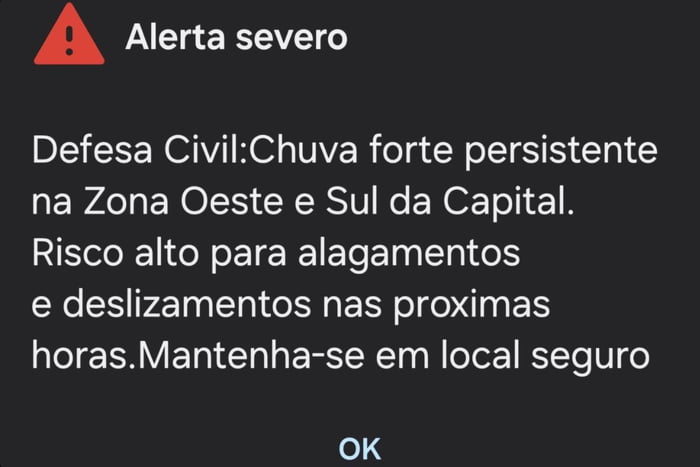 Alerta severo
Defesa Civil:Chuva forte persistente
na Zona Oeste e Sul da Capital.
Risco alto para alagamentos
e deslizamentos nas proximas
horas.Mantenha-se em local seguro
OK